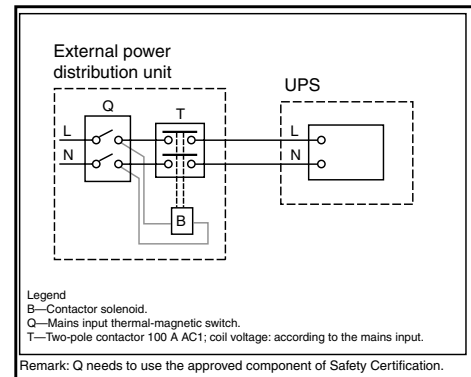 External power
distribution unit
UPS
Q
T
L
L
N
N
B
Legend
B—Contactor solenoid.
Q—Mains input thermal-magnetic switch.
T—Two-pole contactor 100 A AC1; coil voltage: according to the mains input.
Remark: Q needs to use the approved component of Safety Certification.